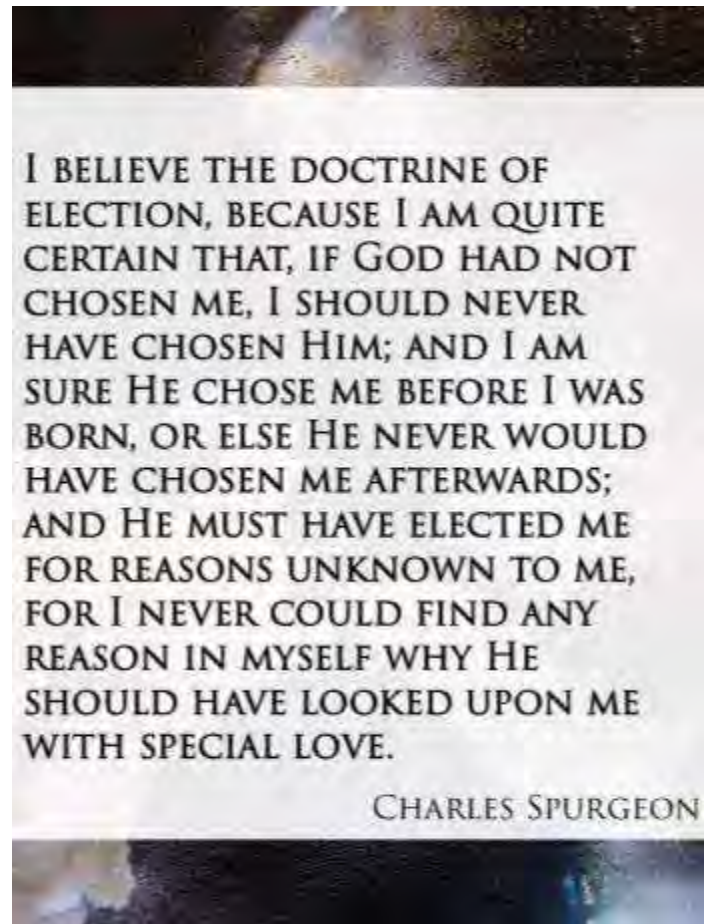 I BELIEVE THE DOCTRINE OF
ELECTION, BECAUSE I AM QUITE
CERTAIN THAT, IF GOD HAD NOT
CHOSEN ME, I SHOULD NEVER
HAVE CHOSEN HIM; AND I AM
SURE HE CHOSE ME BEFORE I WAS
BORN, OR ELSE HE NEVER WOULD
HAVE CHOSEN ME AFTERWARDS;
AND HE MUST HAVE ELECTED ME
FOR REASONS UNKNOWN TO ME,
FOR I NEVER COULD FIND ANY
REASON IN MYSELF WHY HE
SHOULD HAVE LOOKED UPON ME
WITH SPECIAL LOVE.
CHARLES SPURGEON